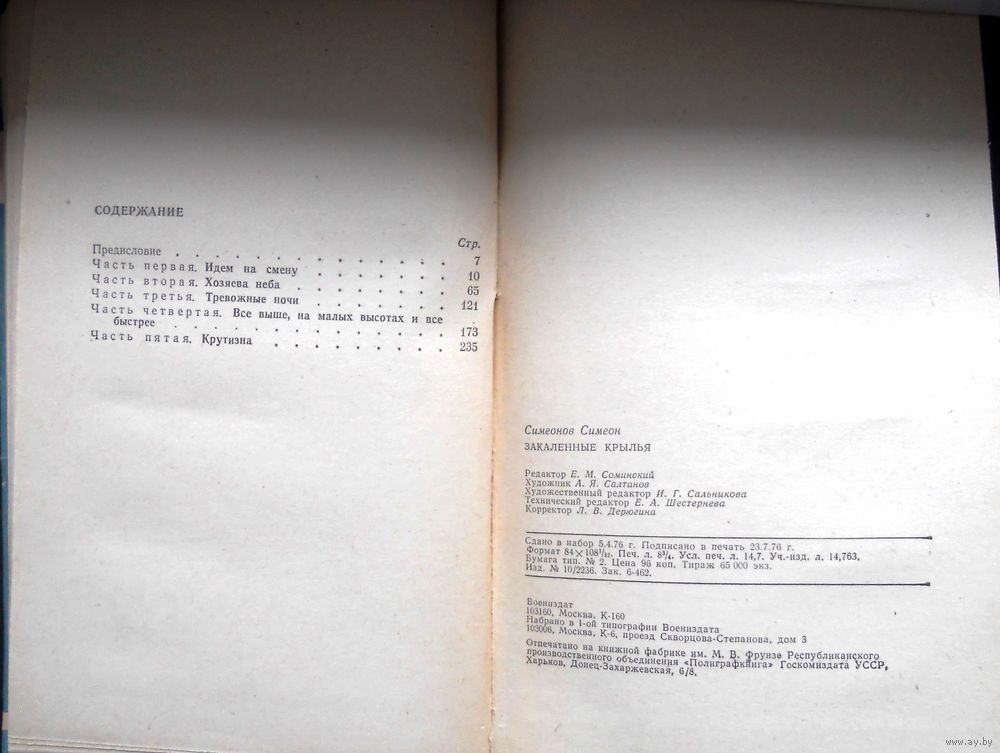 СОДЕРЖАНИЕ
Стр.
Предисловие . . . . . . . . . . . 7
Часть первая. Идем на смену . . . . . . 10
Часть вторая. Хозяева неба . . . . . . 65
Часть третья. Тревожные ночи . . . . . . 121
Часть четвертая. Все выше, на малых высотах и все
быстрее . . . . . . . . . . . 173
Часть пятая. Крутизна . . . . . . . . 235
Симеонов Симеон
ЗАКАЛЕННЫЕ КРЫЛЬЯ
Редактор Е. М. Соминский
Художник А. Я. Салтанов
Художественный редактор И. Г. Сальникова
Технический редактор Е. А. Шестернева
Корректор Л. В. Дерюгина
Сдано в набор 5.4.76 г. Подписано в печать 23.7.76 г.
Формат 84×108¹/₃₂. Печ. л. 8³/₄. Усл. печ. л. 14,7. Уч.-изд. л. 14,763.
Бумага тип. № 2. Цена 96 коп. Тираж 65 000 экз.
Изд. № 10/2236. Зак. 6-462.
Воениздат
103160, Москва, К-160
Набрано в 1-ой типографии Воениздата
103006, Москва, К-6, проезд Скворцова-Степанова, дом 3
Отпечатано на книжной фабрике им. М. В. Фрунзе Республиканского
производственного объединения «Полиграфкнига» Госкомиздата УССР,
Харьков, Донец-Захаржевская, 6/8.
www.ay.by